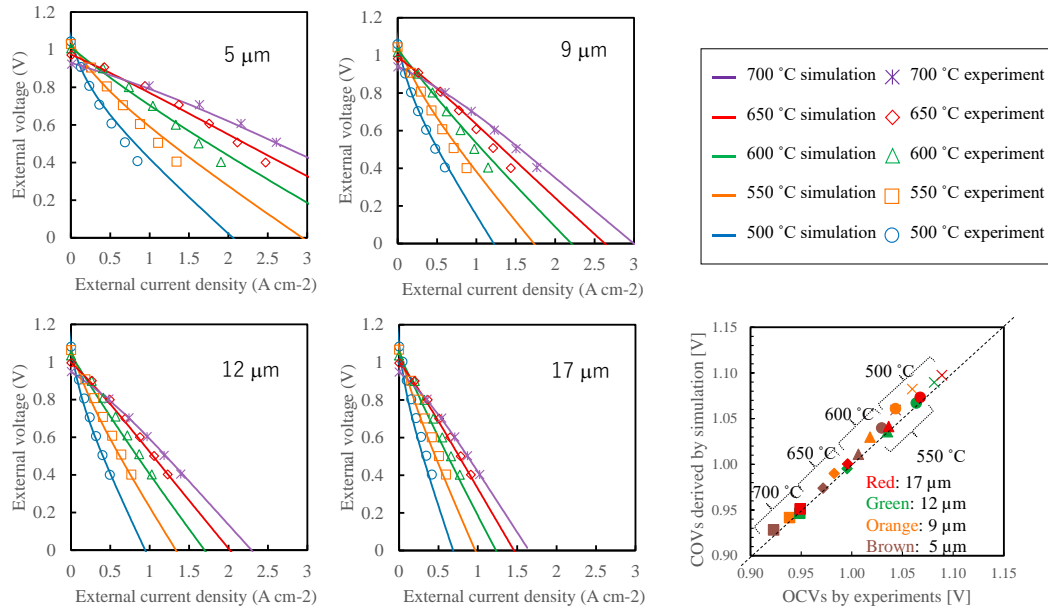 5 μm
1.2
1
0.8
0.6
0.4
0.2
0
0 0.5 1 1.5 2 2.5 3
External voltage (V)
External current density (A cm-2)
9 μm
1.2
1
0.8
0.6
0.4
0.2
0
0 0.5 1 1.5 2 2.5 3
External voltage (V)
External current density (A cm-2)
700 ˚C simulation 700 ˚C experiment
650 ˚C simulation 650 ˚C experiment
600 ˚C simulation 600 ˚C experiment
550 ˚C simulation 550 ˚C experiment
500 ˚C simulation 500 ˚C experiment
12 μm
1.2
1
0.8
0.6
0.4
0.2
0
0 0.5 1 1.5 2 2.5 3
External voltage (V)
External current density (A cm-2)
17 μm
1.2
1
0.8
0.6
0.4
0.2
0
0 0.5 1 1.5 2 2.5 3
External voltage (V)
External current density (A cm-2)
1.15
1.10
1.05
1.00
0.95
0.90
0.90 0.95 1.00 1.05 1.10 1.15
COVs derived by simulation [V]
OCVs by experiments [V]
500 ˚C
600 ˚C
650 ˚C
550 ˚C
700 ˚C
Red: 17 μm
Green: 12 μm
Orange: 9 μm
Brown: 5 μm